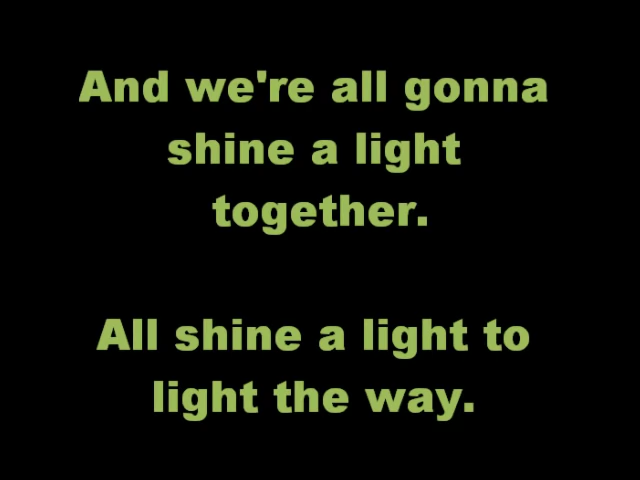 And we're all gonna
shine a light
together.
All shine a light to
light the way.